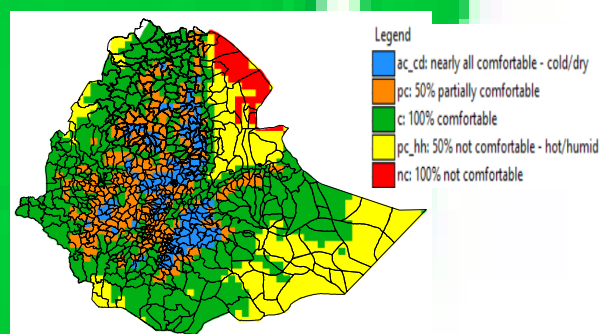 Legend
ac_cd: nearly all comfortable - cold/dry
pc: 50% partially comfortable
c: 100% comfortable
pc_hh: 50% not comfortable - hot/humid
nc: 100% not comfortable